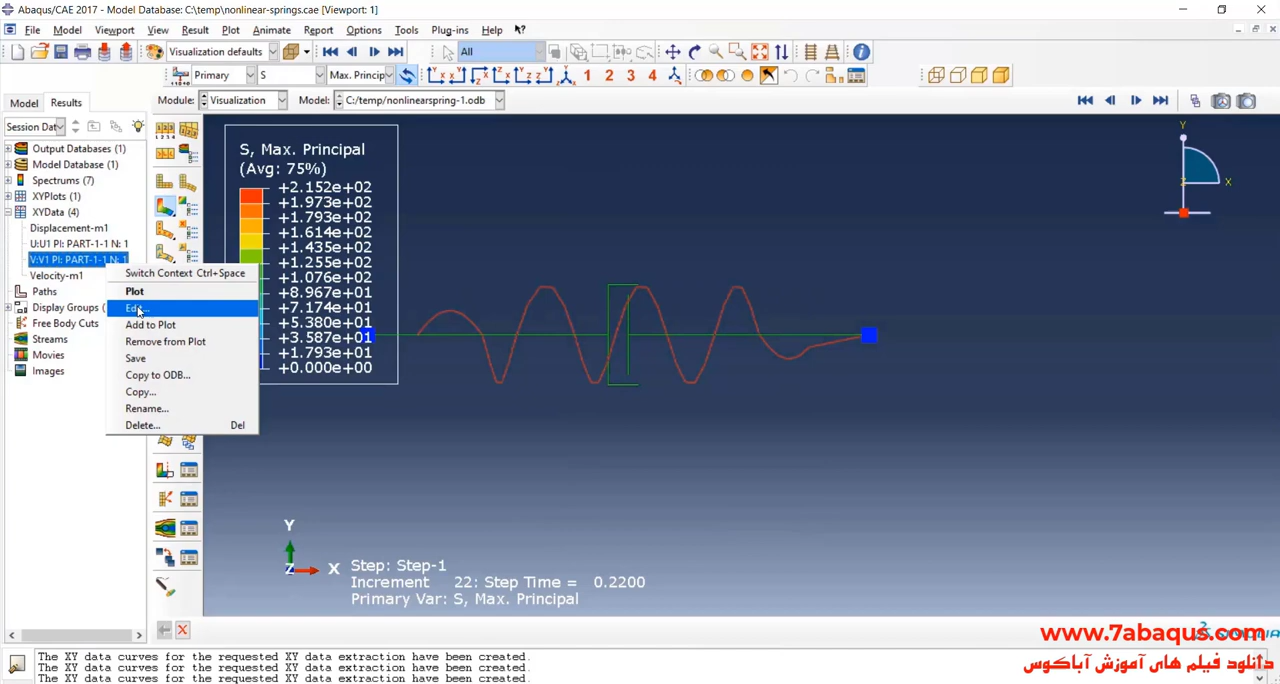 Abaqus/CAE 2017 - Model Database: C:\temp\nonlinear-springs.cae [Viewport: 1]
File Model Viewport View Result Plot Animate Report Options Tools Plug-ins Help
Visualization defaults All
Primary S Max. Princip 1 2 3 4
Model Results Module: Visualization Model: C:/temp/nonlinearspring-1.odb
Session Dat
Output Databases (1)
Model Database (1)
Spectrums (7)
XYPlots (1)
XYData (4)
Displacement-m1
U:U1 PI: PART-1-1 N: 1
V:V1 PI: PART-1-1 N: 1
Velocity-m1
Paths
Display Groups (
Free Body Cuts
Streams
Movies
Images
Switch Context Ctrl+Space
Plot
Edit...
Add to Plot
Remove from Plot
Save
Copy to ODB...
Copy...
Rename...
Delete... Del
S, Max. Principal
(Avg: 75%)
+2.152e+02
+1.973e+02
+1.793e+02
+1.614e+02
+1.435e+02
+1.255e+02
+1.076e+02
+8.967e+01
+7.174e+01
+5.380e+01
+3.587e+01
+1.793e+01
+0.000e+00
Y
X
Z
Y
Z X
Step: Step-1
Increment 22: Step Time = 0.2200
Primary Var: S, Max. Principal
www.7abaqus.com
دانلود فیلم های آموزش آباکوس
The XY data curves for the requested XY data extraction have been created.
The XY data curves for the requested XY data extraction have been created.
The XY data curves for the requested XY data extraction have been created.